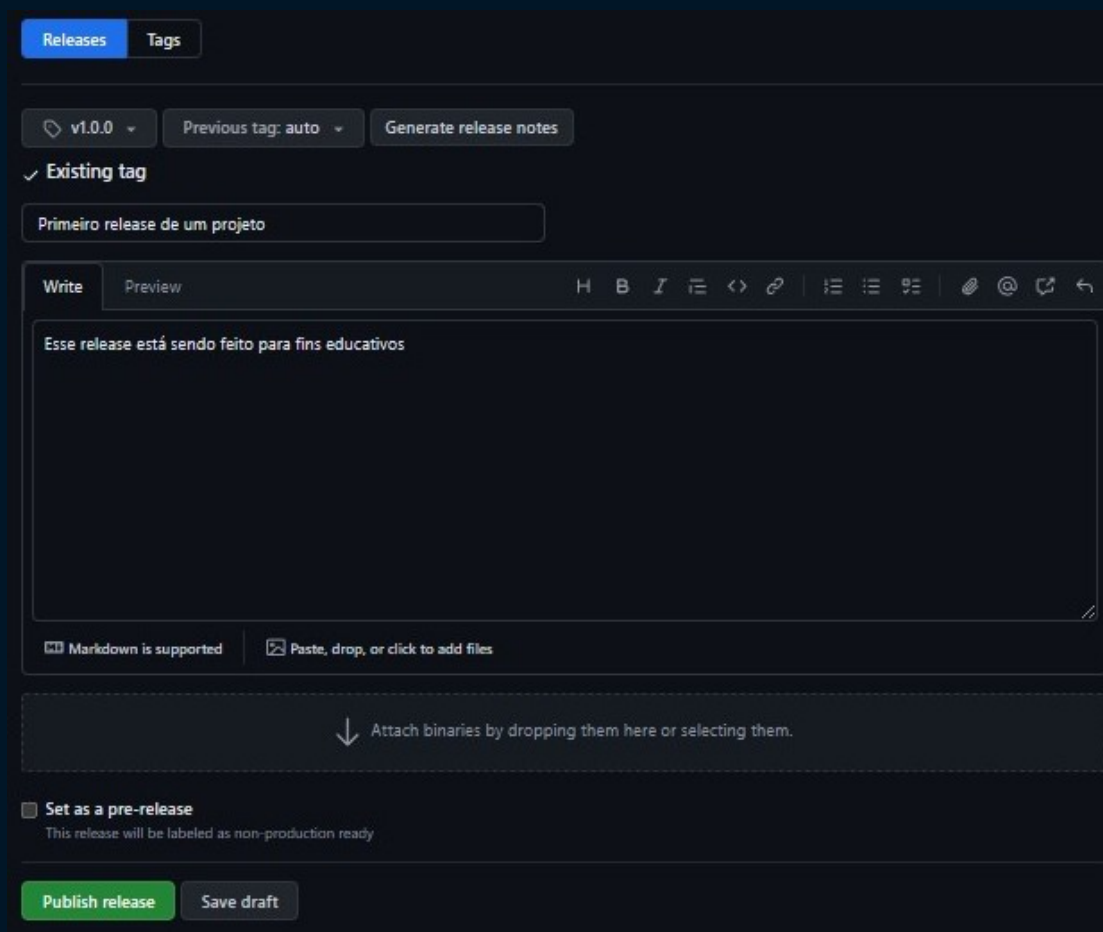 Releases Tags
v1.0.0 Previous tag: auto Generate release notes
Existing tag
Primeiro release de um projeto
Write Preview H B I
Esse release está sendo feito para fins educativos
Markdown is supported Paste, drop, or click to add files
Attach binaries by dropping them here or selecting them.
Set as a pre-release
This release will be labeled as non-production ready
Publish release Save draft